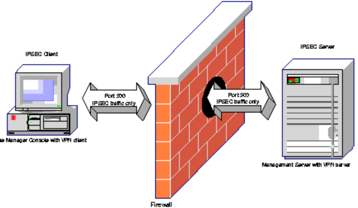 IPSEC Client
IPSEC Server
Port 500
IPSEC traffic only
Port 500
IPSEC traffic only
Manager Console with VPN client
Management Server with VPN server
Firewall